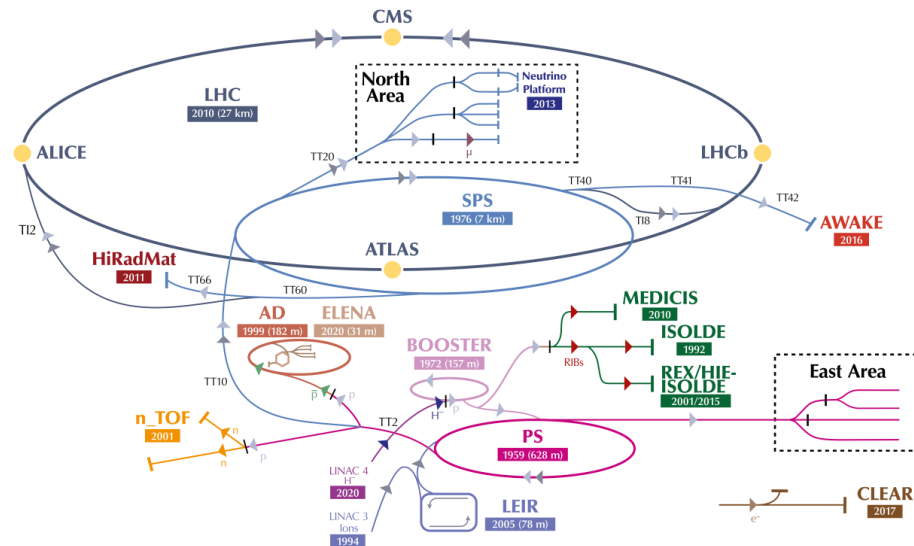 CMS
North
Area
Neutrino
Platform
2013
LHC
2010 (27 km)
ALICE
LHCb
μ
TT20
TT40
TT41
TT42
SPS
1976 (7 km)
TI8
TI2
AWAKE
2016
ATLAS
HiRadMat
2011
TT66
TT60
MEDICIS
2010
AD
1999 (182 m)
ELENA
2020 (31 m)
BOOSTER
1972 (157 m)
ISOLDE
1992
RIBs
REX/HIE-
ISOLDE
2001/2015
East Area
TT10
p̅
p
H⁻
p
n_TOF
2001
n
n
p
TT2
PS
1959 (628 m)
LINAC 4
H⁻
2020
LINAC 3
Ions
1994
LEIR
2005 (78 m)
CLEAR
2017
e⁻